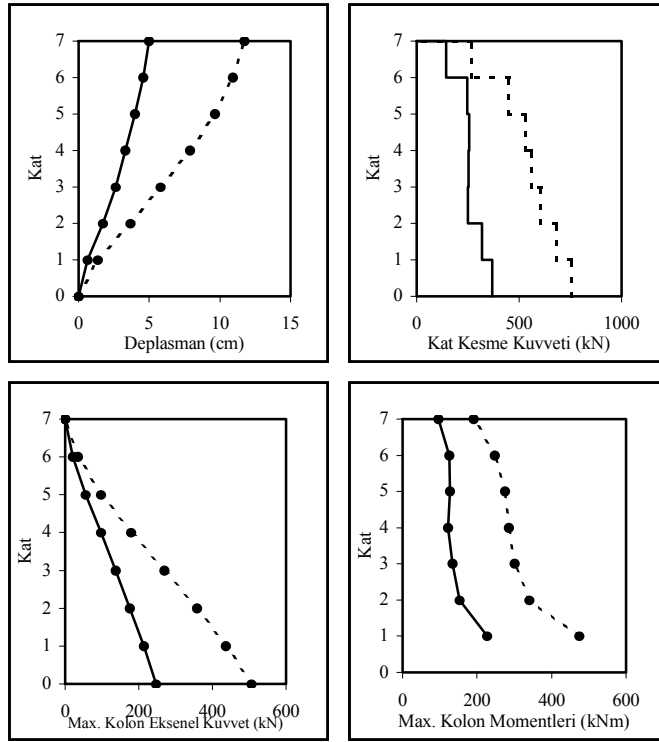 7
6
5
4
3
2
1
0
Kat
0 5 10 15
Deplasman (cm)
7
6
5
4
3
2
1
0
Kat
0 500 1000
Kat Kesme Kuvveti (kN)
7
6
5
4
3
2
1
0
Kat
0 200 400 600
Max. Kolon Eksenel Kuvvet (kN)
7
6
5
4
3
2
1
0
Kat
0 200 400 600
Max. Kolon Momentleri (kNm)